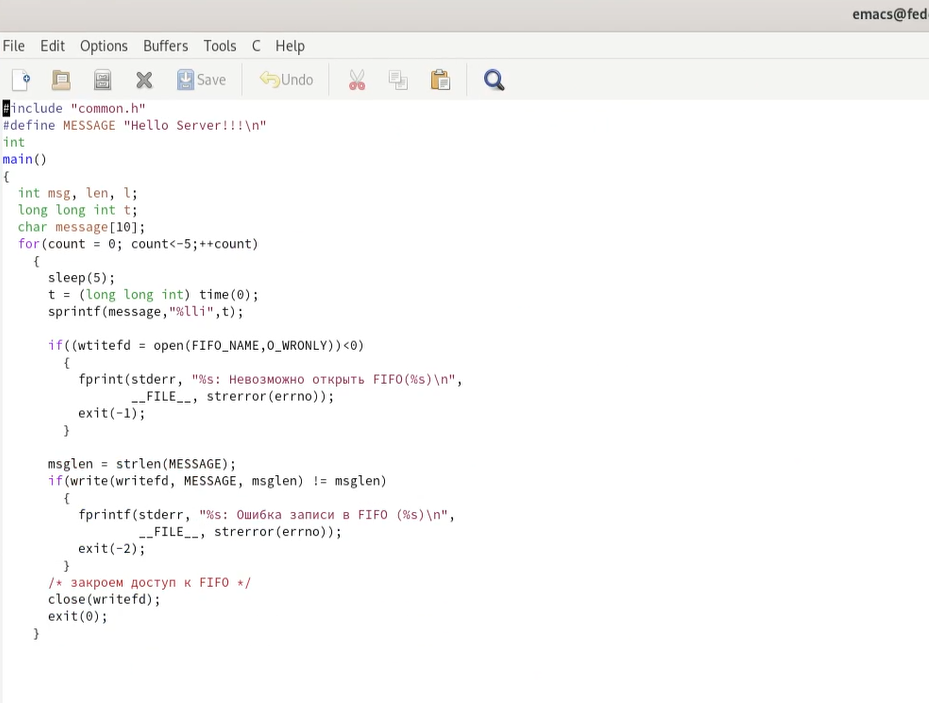 emacs@fed
File Edit Options Buffers Tools C Help
Save Undo
#include "common.h"
#define MESSAGE "Hello Server!!!\n"
int
main()
{
  int msg, len, l;
  long long int t;
  char message[10];
  for(count = 0; count<-5;++count)
    {
      sleep(5);
      t = (long long int) time(0);
      sprintf(message,"%lli",t);

      if((wtitefd = open(FIFO_NAME,O_WRONLY))<0)
        {
          fprint(stderr, "%s: Невозможно открыть FIFO(%s)\n",
                 __FILE__, strerror(errno));
          exit(-1);
        }

      msglen = strlen(MESSAGE);
      if(write(writefd, MESSAGE, msglen) != msglen)
        {
          fprintf(stderr, "%s: Ошибка записи в FIFO (%s)\n",
                  __FILE__, strerror(errno));
          exit(-2);
        }
      /* закроем доступ к FIFO */
      close(writefd);
      exit(0);
    }